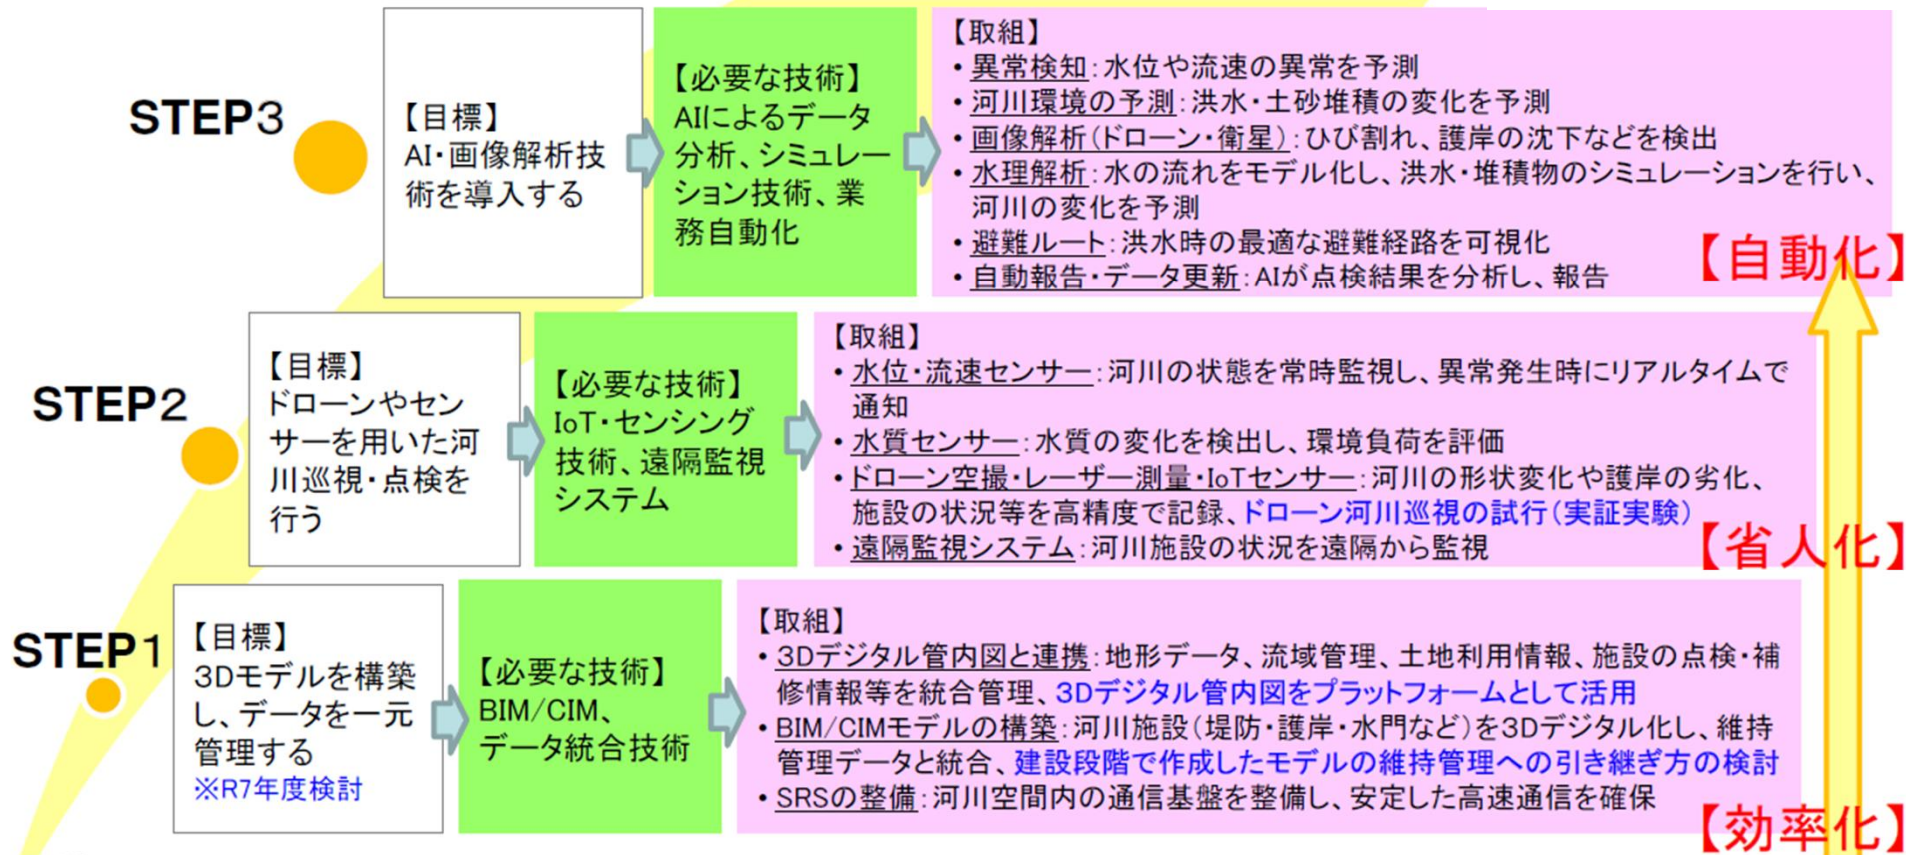 STEP3
【目標】
AI・画像解析技
術を導入する
【必要な技術】
AIによるデータ
分析、シミュレー
ション技術、業
務自動化
【取組】
• 異常検知：水位や流速の異常を予測
• 河川環境の予測：洪水・土砂堆積の変化を予測
• 画像解析（ドローン・衛星）：ひび割れ、護岸の沈下などを検出
• 水理解析：水の流れをモデル化し、洪水・堆積物のシミュレーションを行い、
河川の変化を予測
• 避難ルート：洪水時の最適な避難経路を可視化
• 自動報告・データ更新：AIが点検結果を分析し、報告
【自動化】
STEP2
【目標】
ドローンやセン
サーを用いた河
川巡視・点検を
行う
【必要な技術】
IoT・センシング
技術、遠隔監視
システム
【取組】
• 水位・流速センサー：河川の状態を常時監視し、異常発生時にリアルタイムで
通知
• 水質センサー：水質の変化を検出し、環境負荷を評価
• ドローン空撮・レーザー測量・IoTセンサー：河川の形状変化や護岸の劣化、
施設の状況等を高精度で記録、ドローン河川巡視の試行（実証実験）
• 遠隔監視システム：河川施設の状況を遠隔から監視
【省人化】
STEP1
【目標】
3Dモデルを構築
し、データを一元
管理する
※R7年度検討
【必要な技術】
BIM/CIM、
データ統合技術
【取組】
• 3Dデジタル管内図と連携：地形データ、流域管理、土地利用情報、施設の点検・補
修情報等を統合管理、3Dデジタル管内図をプラットフォームとして活用
• BIM/CIMモデルの構築：河川施設（堤防・護岸・水門など）を3Dデジタル化し、維持
管理データと統合、建設段階で作成したモデルの維持管理への引き継ぎ方の検討
• SRSの整備：河川空間内の通信基盤を整備し、安定した高速通信を確保
【効率化】